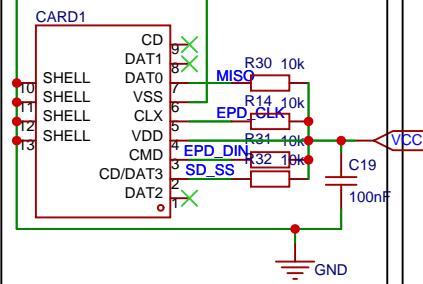 CARD1
CD 9
DAT1 8
DAT0 7
VSS 6
CLX 5
VDD 4
CMD 3
CD/DAT3 2
DAT2 1
SHELL 10
SHELL 11
SHELL 12
SHELL 13
MISO R30 10k
EPD_CLK R14 10k
EPD_DIN R31 10k
SD_SS R32 10k
VCC
C19
100nF
GND